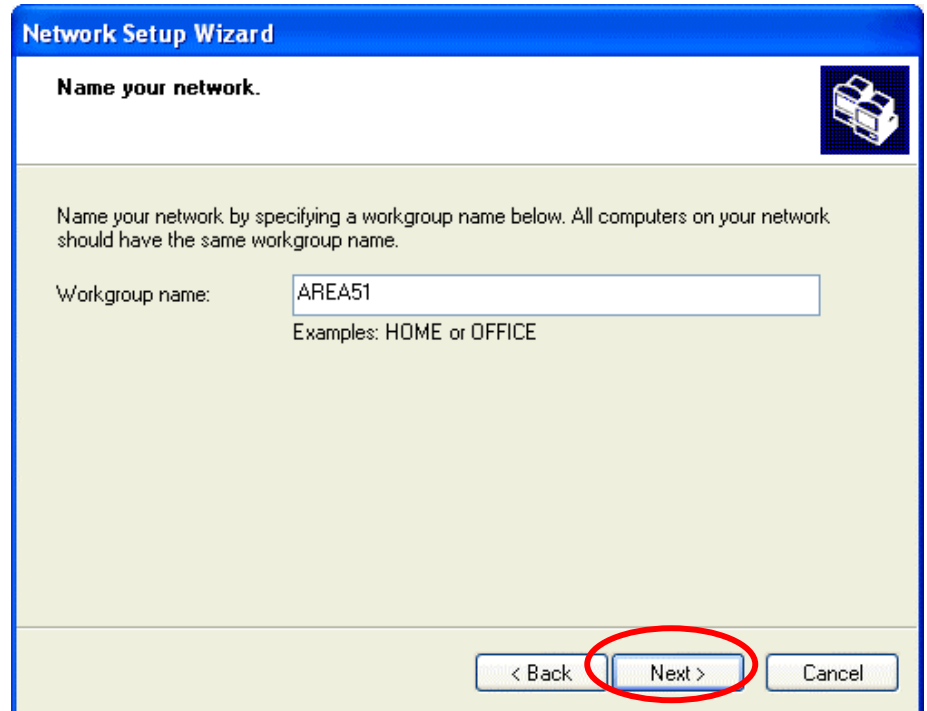 Network Setup Wizard
Name your network.
Name your network by specifying a workgroup name below. All computers on your network
should have the same workgroup name.
Workgroup name: AREA51
Examples: HOME or OFFICE
< Back Next > Cancel